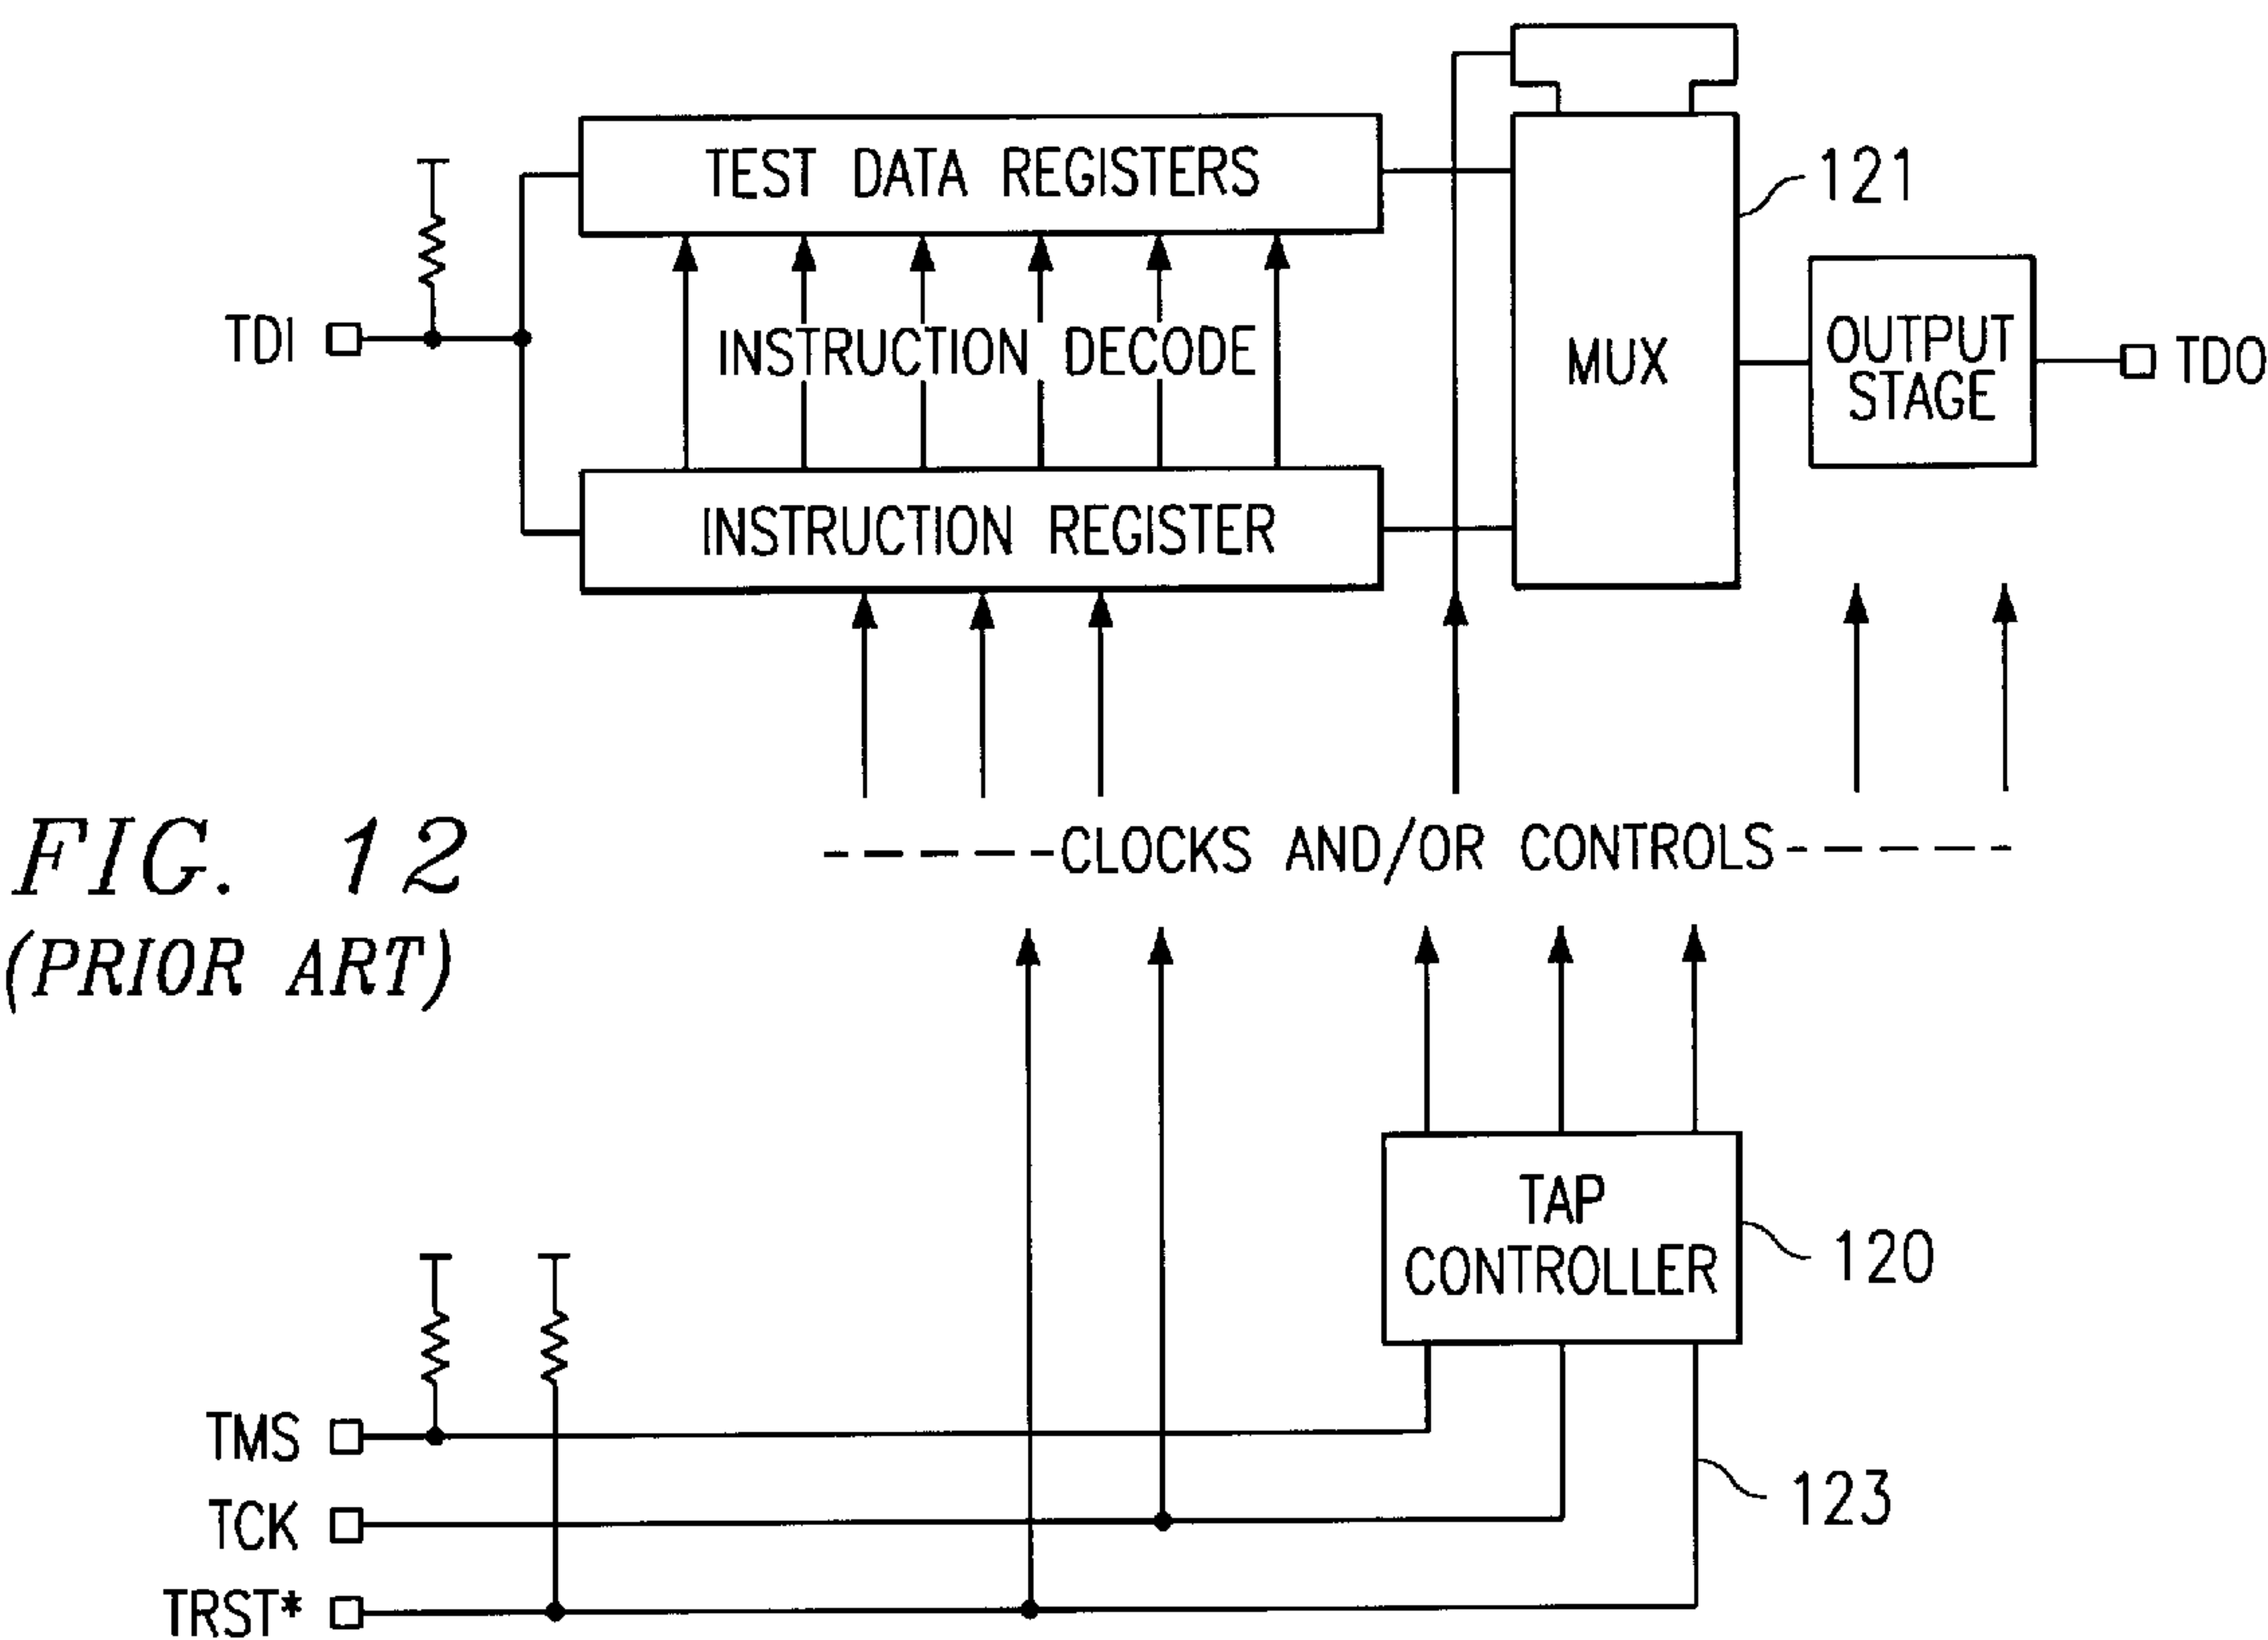 TEST DATA REGISTERS
121
TDI
INSTRUCTION DECODE
MUX
OUTPUT
STAGE
TDO
INSTRUCTION REGISTER
CLOCKS AND/OR CONTROLS
FIG. 12
(PRIOR ART)
TAP
CONTROLLER
120
TMS
TCK
123
TRST*